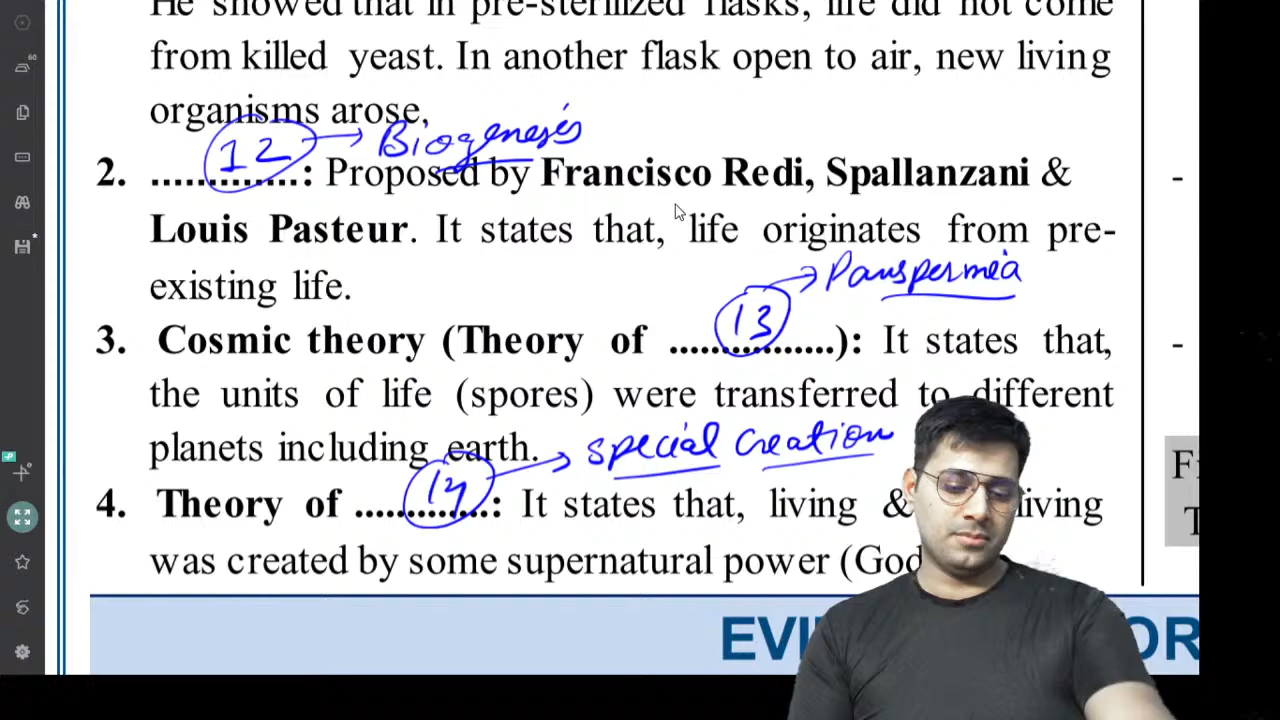 He showed that in pre-sterilized flasks, life did not come
from killed yeast. In another flask open to air, new living
organisms arose,
12 → Biogenesis
2. .............: Proposed by Francisco Redi, Spallanzani &
Louis Pasteur. It states that, life originates from pre-
existing life.
13 → Panspermia
3. Cosmic theory (Theory of ................): It states that,
the units of life (spores) were transferred to different
planets including earth.
14 → special creation
4. Theory of .............: It states that, living & living
was created by some supernatural power (God